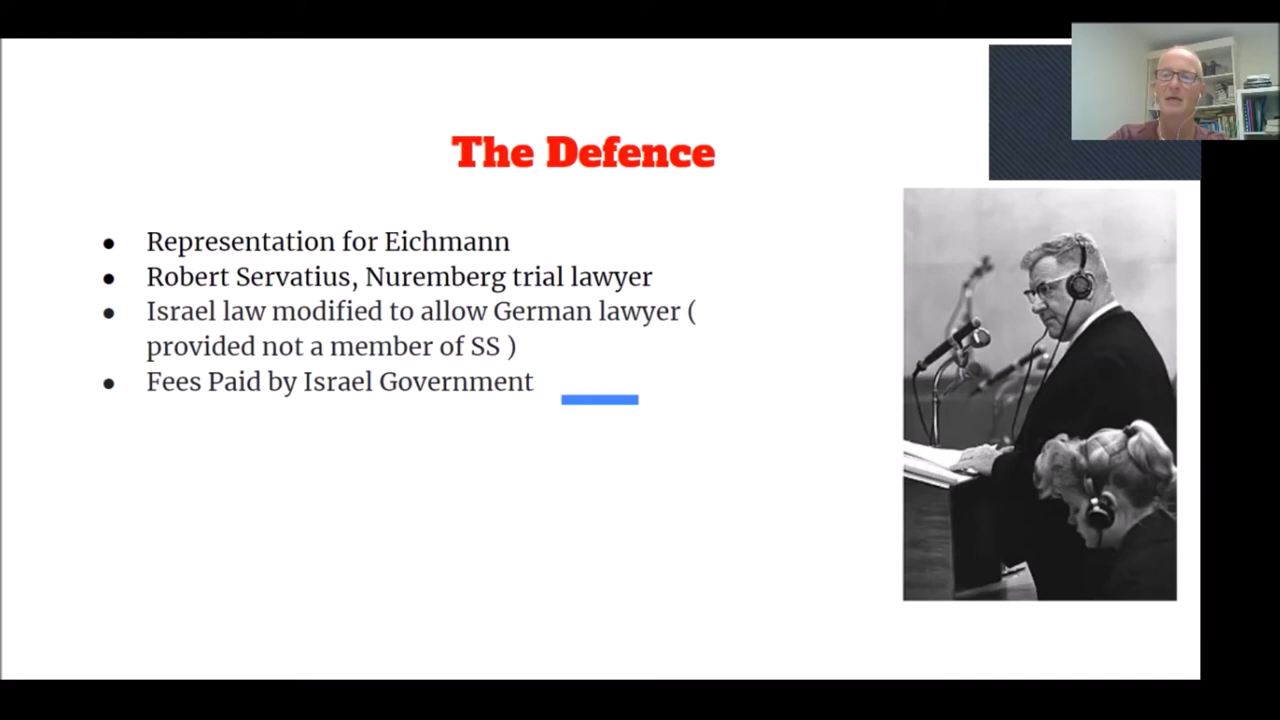 The Defence
● Representation for Eichmann
● Robert Servatius, Nuremberg trial lawyer
● Israel law modified to allow German lawyer (
provided not a member of SS )
● Fees Paid by Israel Government